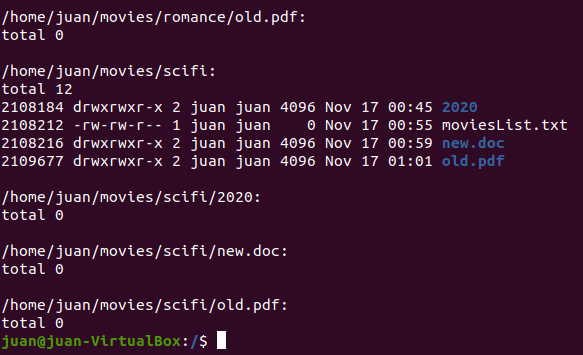 /home/juan/movies/romance/old.pdf:
total 0

/home/juan/movies/scifi:
total 12
2108184 drwxrwxr-x 2 juan juan 4096 Nov 17 00:45 2020
2108212 -rw-rw-r-- 1 juan juan    0 Nov 17 00:55 moviesList.txt
2108216 drwxrwxr-x 2 juan juan 4096 Nov 17 00:59 new.doc
2109677 drwxrwxr-x 2 juan juan 4096 Nov 17 01:01 old.pdf

/home/juan/movies/scifi/2020:
total 0

/home/juan/movies/scifi/new.doc:
total 0

/home/juan/movies/scifi/old.pdf:
total 0
juan@juan-VirtualBox:/$